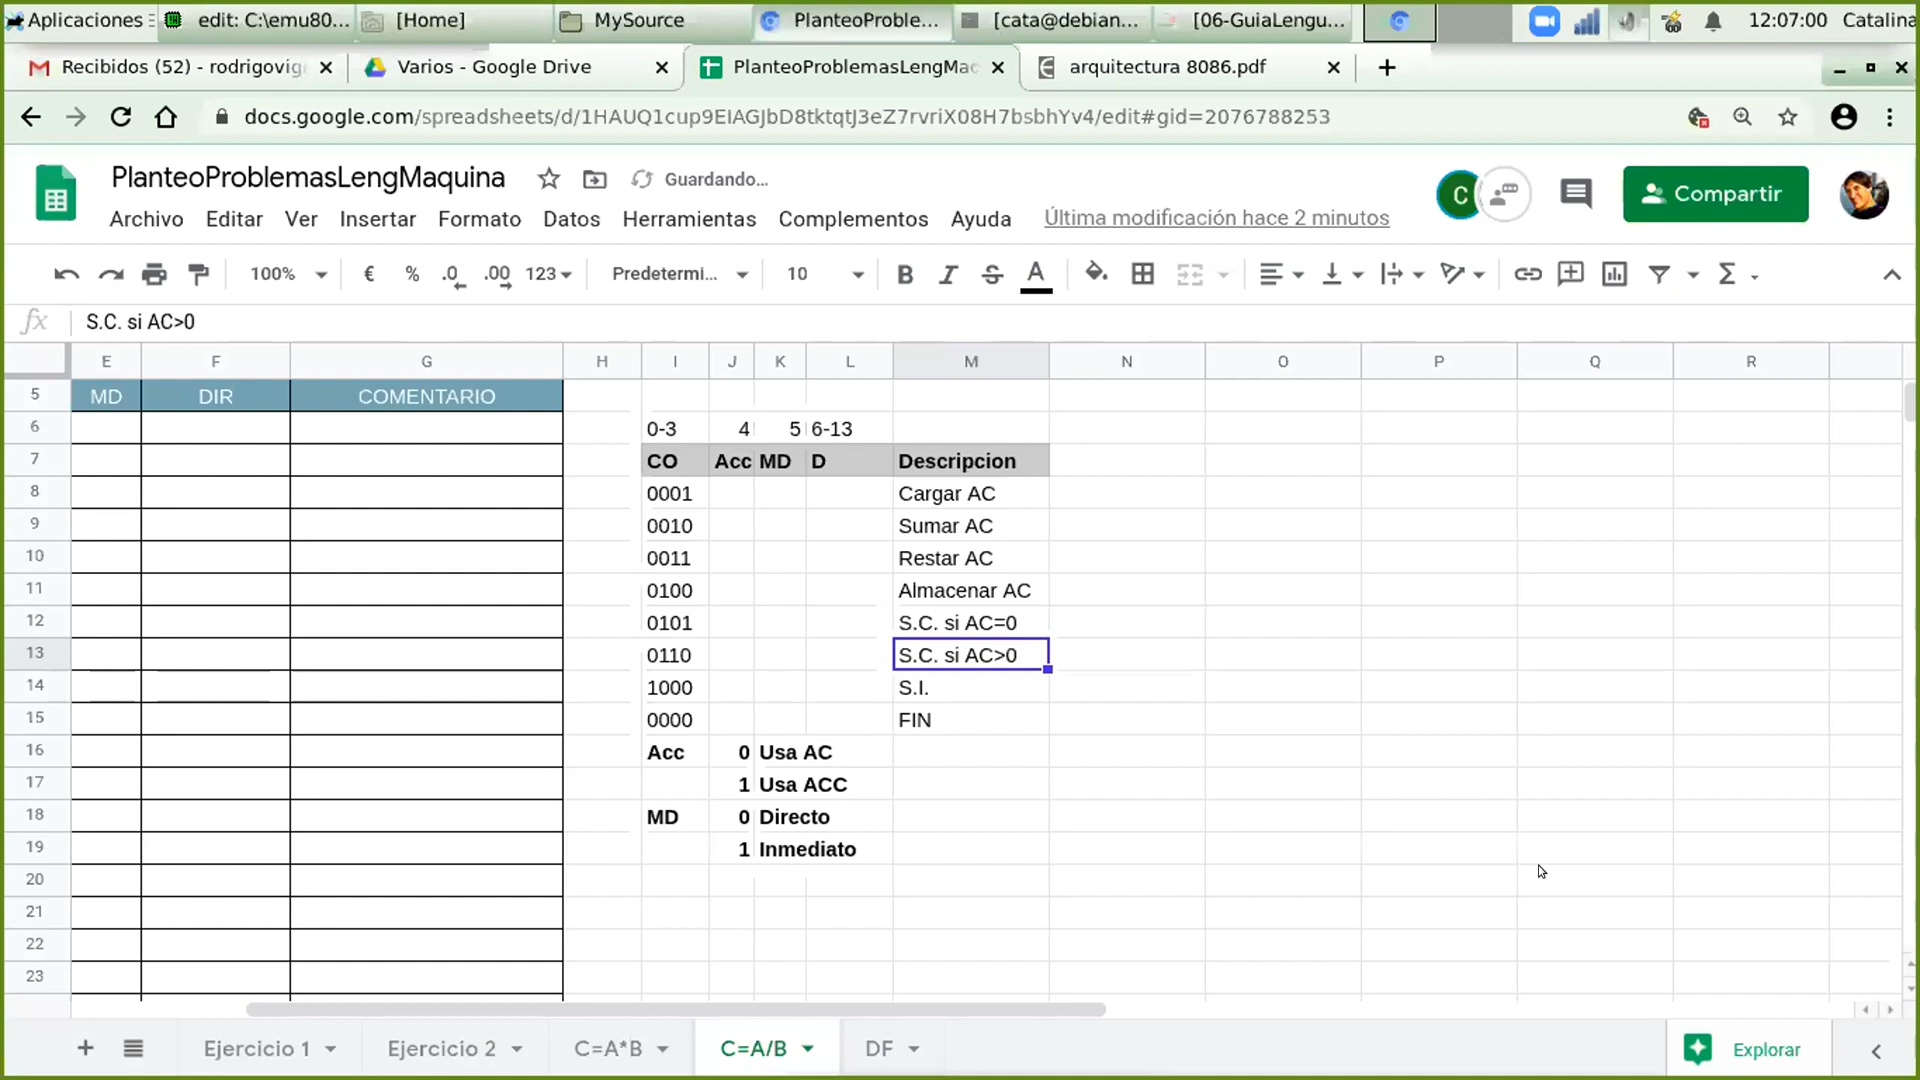 Aplicaciones edit: C:\emu80... [Home] MySource PlanteoProble... [cata@debian... [06-GuiaLengu... 12:07:00 Catalina
Recibidos (52) - rodrigovig Varios - Google Drive PlanteoProblemasLengMac arquitectura 8086.pdf
docs.google.com/spreadsheets/d/1HAUQ1cup9EIAGJbD8tktqtJ3eZ7rvriX08H7bsbhYv4/edit#gid=2076788253
PlanteoProblemasLengMaquina Guardando... C Compartir
Archivo Editar Ver Insertar Formato Datos Herramientas Complementos Ayuda Última modificación hace 2 minutos
100% € % .0 .00 123 Predetermi... 10 B I S A Σ
fx S.C. si AC>0
E F G H I J K L M N O P Q R
5 MD DIR COMENTARIO
6 0-3 4 5 6-13
7 CO Acc MD D Descripcion
8 0001 Cargar AC
9 0010 Sumar AC
10 0011 Restar AC
11 0100 Almacenar AC
12 0101 S.C. si AC=0
13 0110 S.C. si AC>0
14 1000 S.I.
15 0000 FIN
16 Acc 0 Usa AC
17 1 Usa ACC
18 MD 0 Directo
19 1 Inmediato
20
21
22
23
Ejercicio 1 Ejercicio 2 C=A*B C=A/B DF Explorar